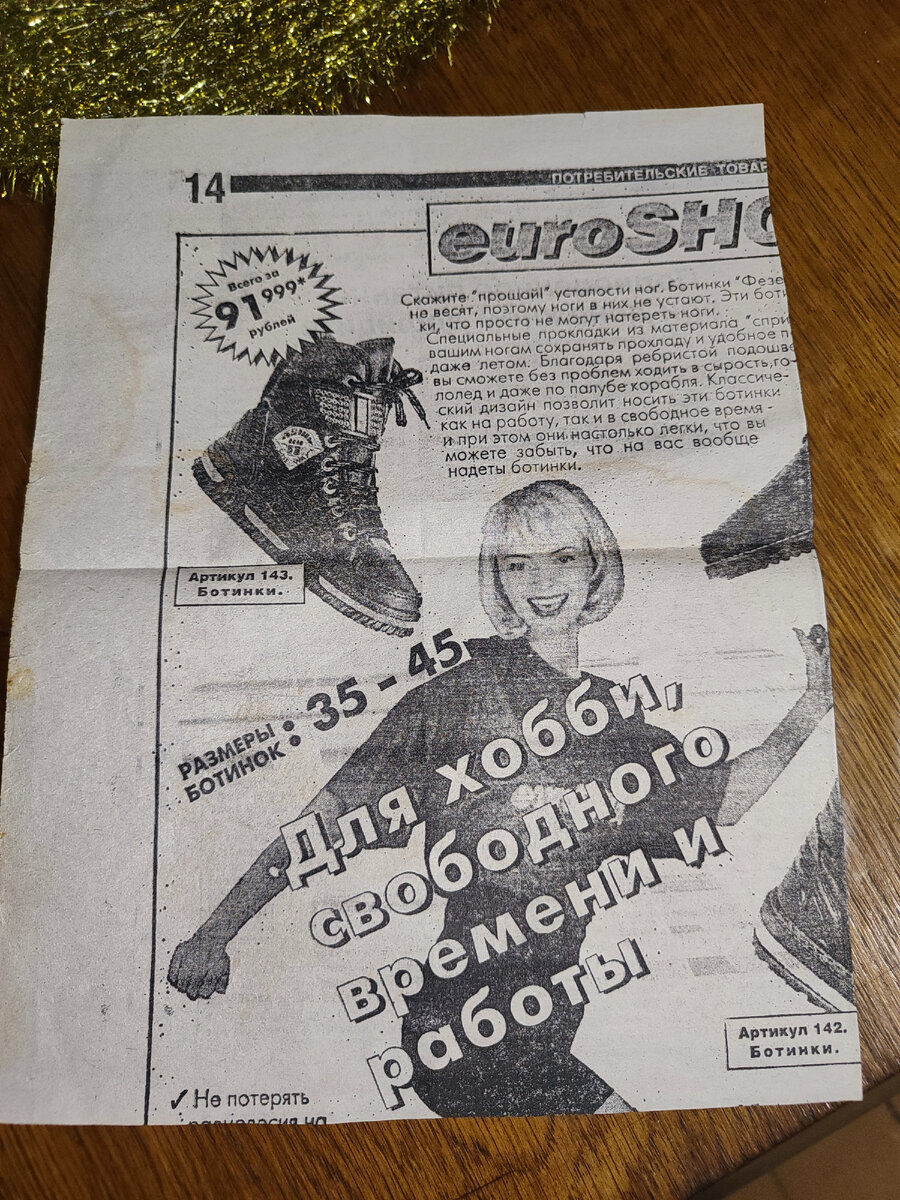 14
ПОТРЕБИТЕЛЬСКИЕ ТОВАР
euroSHO
Всего за
91 999*
рублей
Скажите "прощай!" усталости ног. Ботинки "Фезе
не весят, поэтому ноги в них не устают. Эти боти
ки, что просто не могут натереть ноги.
Специальные прокладки из материала "спри
вашим ногам сохранять прохладу и удобное п
даже летом. Благодаря ребристой подошве
вы сможете без проблем ходить в сырость, го-
лолед и даже по палубе корабля. Классиче-
ский дизайн позволит носить эти ботинки
как на работу, так и в свободное время -
и при этом они настолько легки, что вы
можете забыть, что на вас вообще
надеты ботинки.
Артикул 143.
Ботинки.
РАЗМЕРЫ
БОТИНОК : 35 - 45
Для хобби,
свободного
времени и
работы
Артикул 142.
Ботинки.
✓ Не потерять